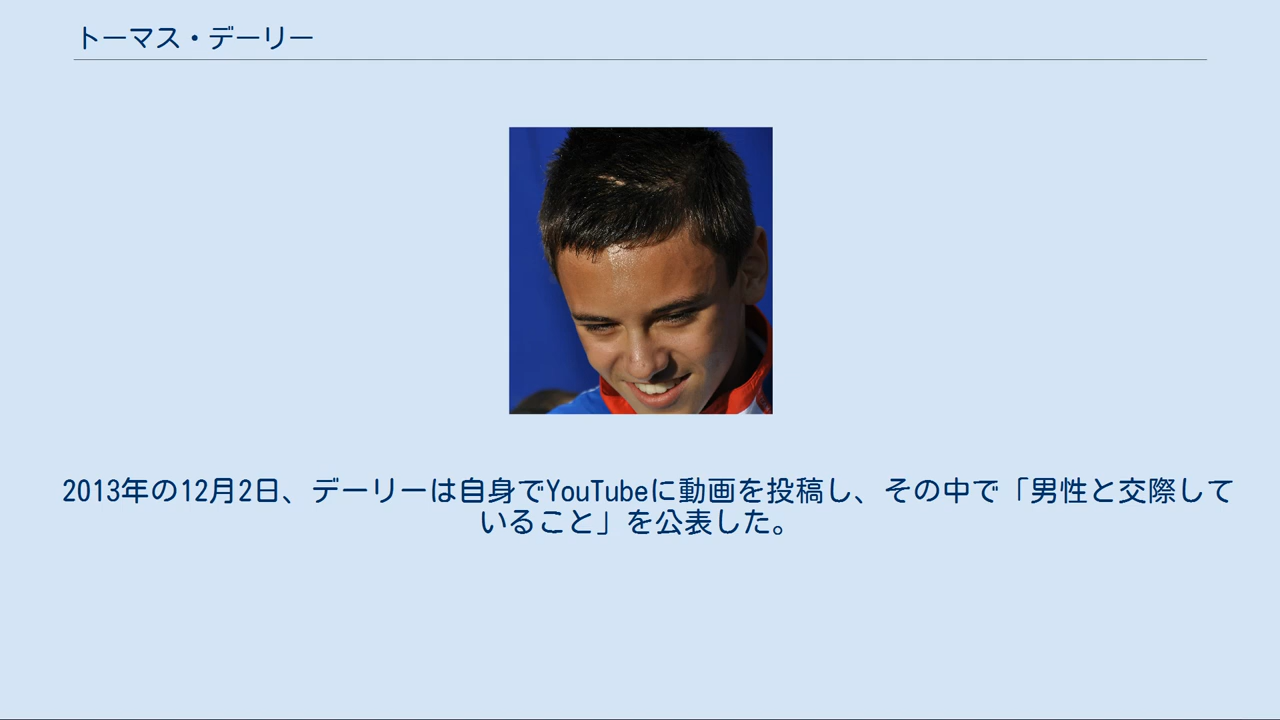 トーマス・デーリー
2013年の12月2日、デーリーは自身でYouTubeに動画を投稿し、その中で「男性と交際して
いること」を公表した。